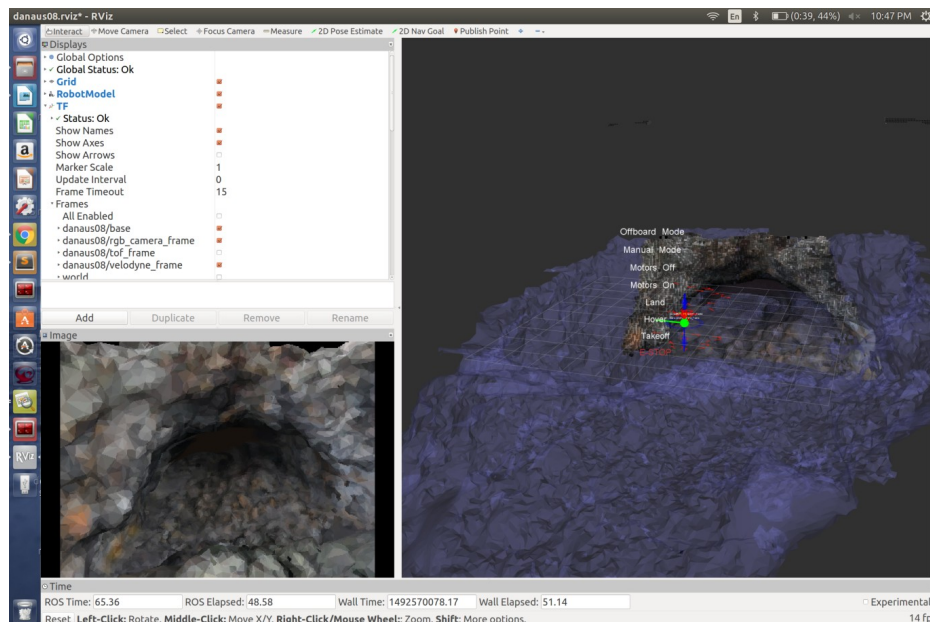 danaus08.rviz* - RViz
En (0:39, 44%) 10:47 PM
Interact Move Camera Select Focus Camera Measure 2D Pose Estimate 2D Nav Goal Publish Point
Displays
Global Options
Global Status: Ok
Grid
RobotModel
TF
Status: Ok
Show Names
Show Axes
Show Arrows
Marker Scale 1
Update Interval 0
Frame Timeout 15
Frames
All Enabled
danaus08/base
danaus08/rgb_camera_frame
danaus08/tof_frame
danaus08/velodyne_frame
world
Add Duplicate Remove Rename
Image
Offboard Mode
Manual Mode
Motors Off
Motors On
Land
Hover
Takeoff
RViz
Time
ROS Time: 65.36 ROS Elapsed: 48.58 Wall Time: 1492570078.17 Wall Elapsed: 51.14 Experimental
Reset Left-Click: Rotate. Middle-Click: Move X/Y. Right-Click/Mouse Wheel:: Zoom. Shift: More options. 14 fp